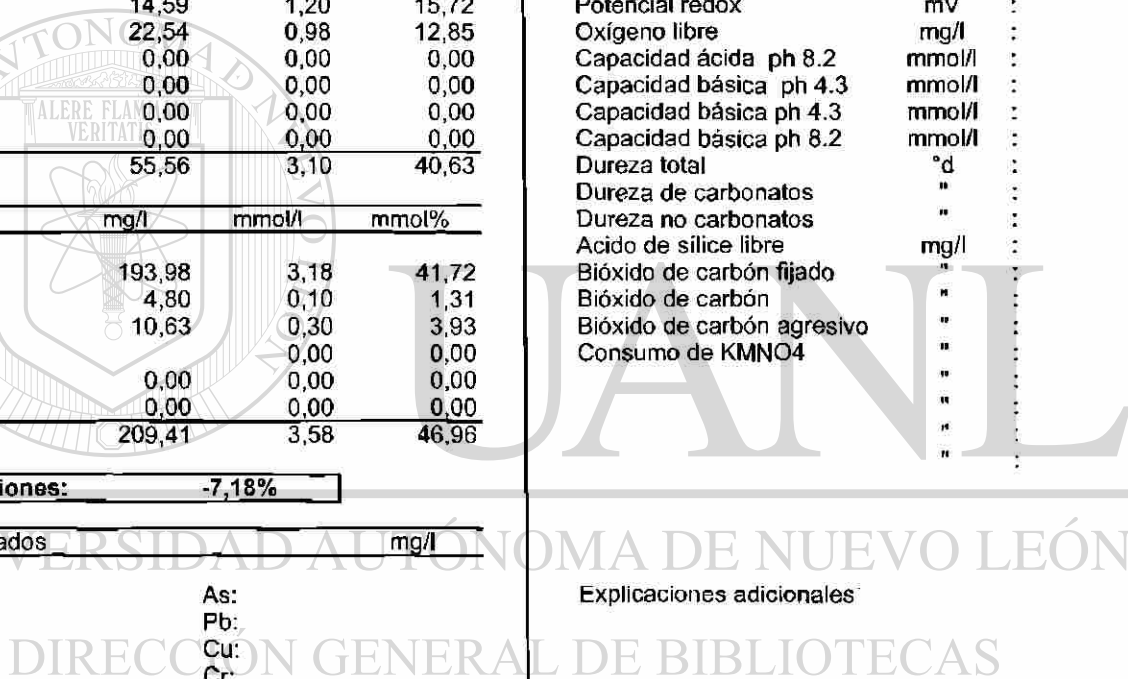 14,59 1,20 15,72
22,54 0,98 12,85
0,00 0,00 0,00
0,00 0,00 0,00
0,00 0,00 0,00
0,00 0,00 0,00
55,56 3,10 40,63
mg/l mmol/l mmol%
193,98 3,18 41,72
4,80 0,10 1,31
10,63 0,30 3,93
0,00 0,00
0,00 0,00 0,00
0,00 0,00 0,00
209,41 3,58 46,96
iones: -7,18%
ados mg/l
As:
Pb:
Cu:
Cr:
Potencial redox mV :
Oxígeno libre mg/l :
Capacidad ácida ph 8.2 mmol/l :
Capacidad básica ph 4.3 mmol/l :
Capacidad básica ph 4.3 mmol/l :
Capacidad básica ph 8.2 mmol/l :
Dureza total °d :
Dureza de carbonatos " :
Dureza no carbonatos " :
Acido de sílice libre mg/l :
Bióxido de carbón fijado " :
Bióxido de carbón " :
Bióxido de carbón agresivo " :
Consumo de KMNO4 " :
" :
" :
" :
" :
Explicaciones adicionales
ALERE FLAM
VERITATIS
UANL
VERSIDAD AUTÓNOMA DE NUEVO LEÓN
DIRECCIÓN GENERAL DE BIBLIOTECAS